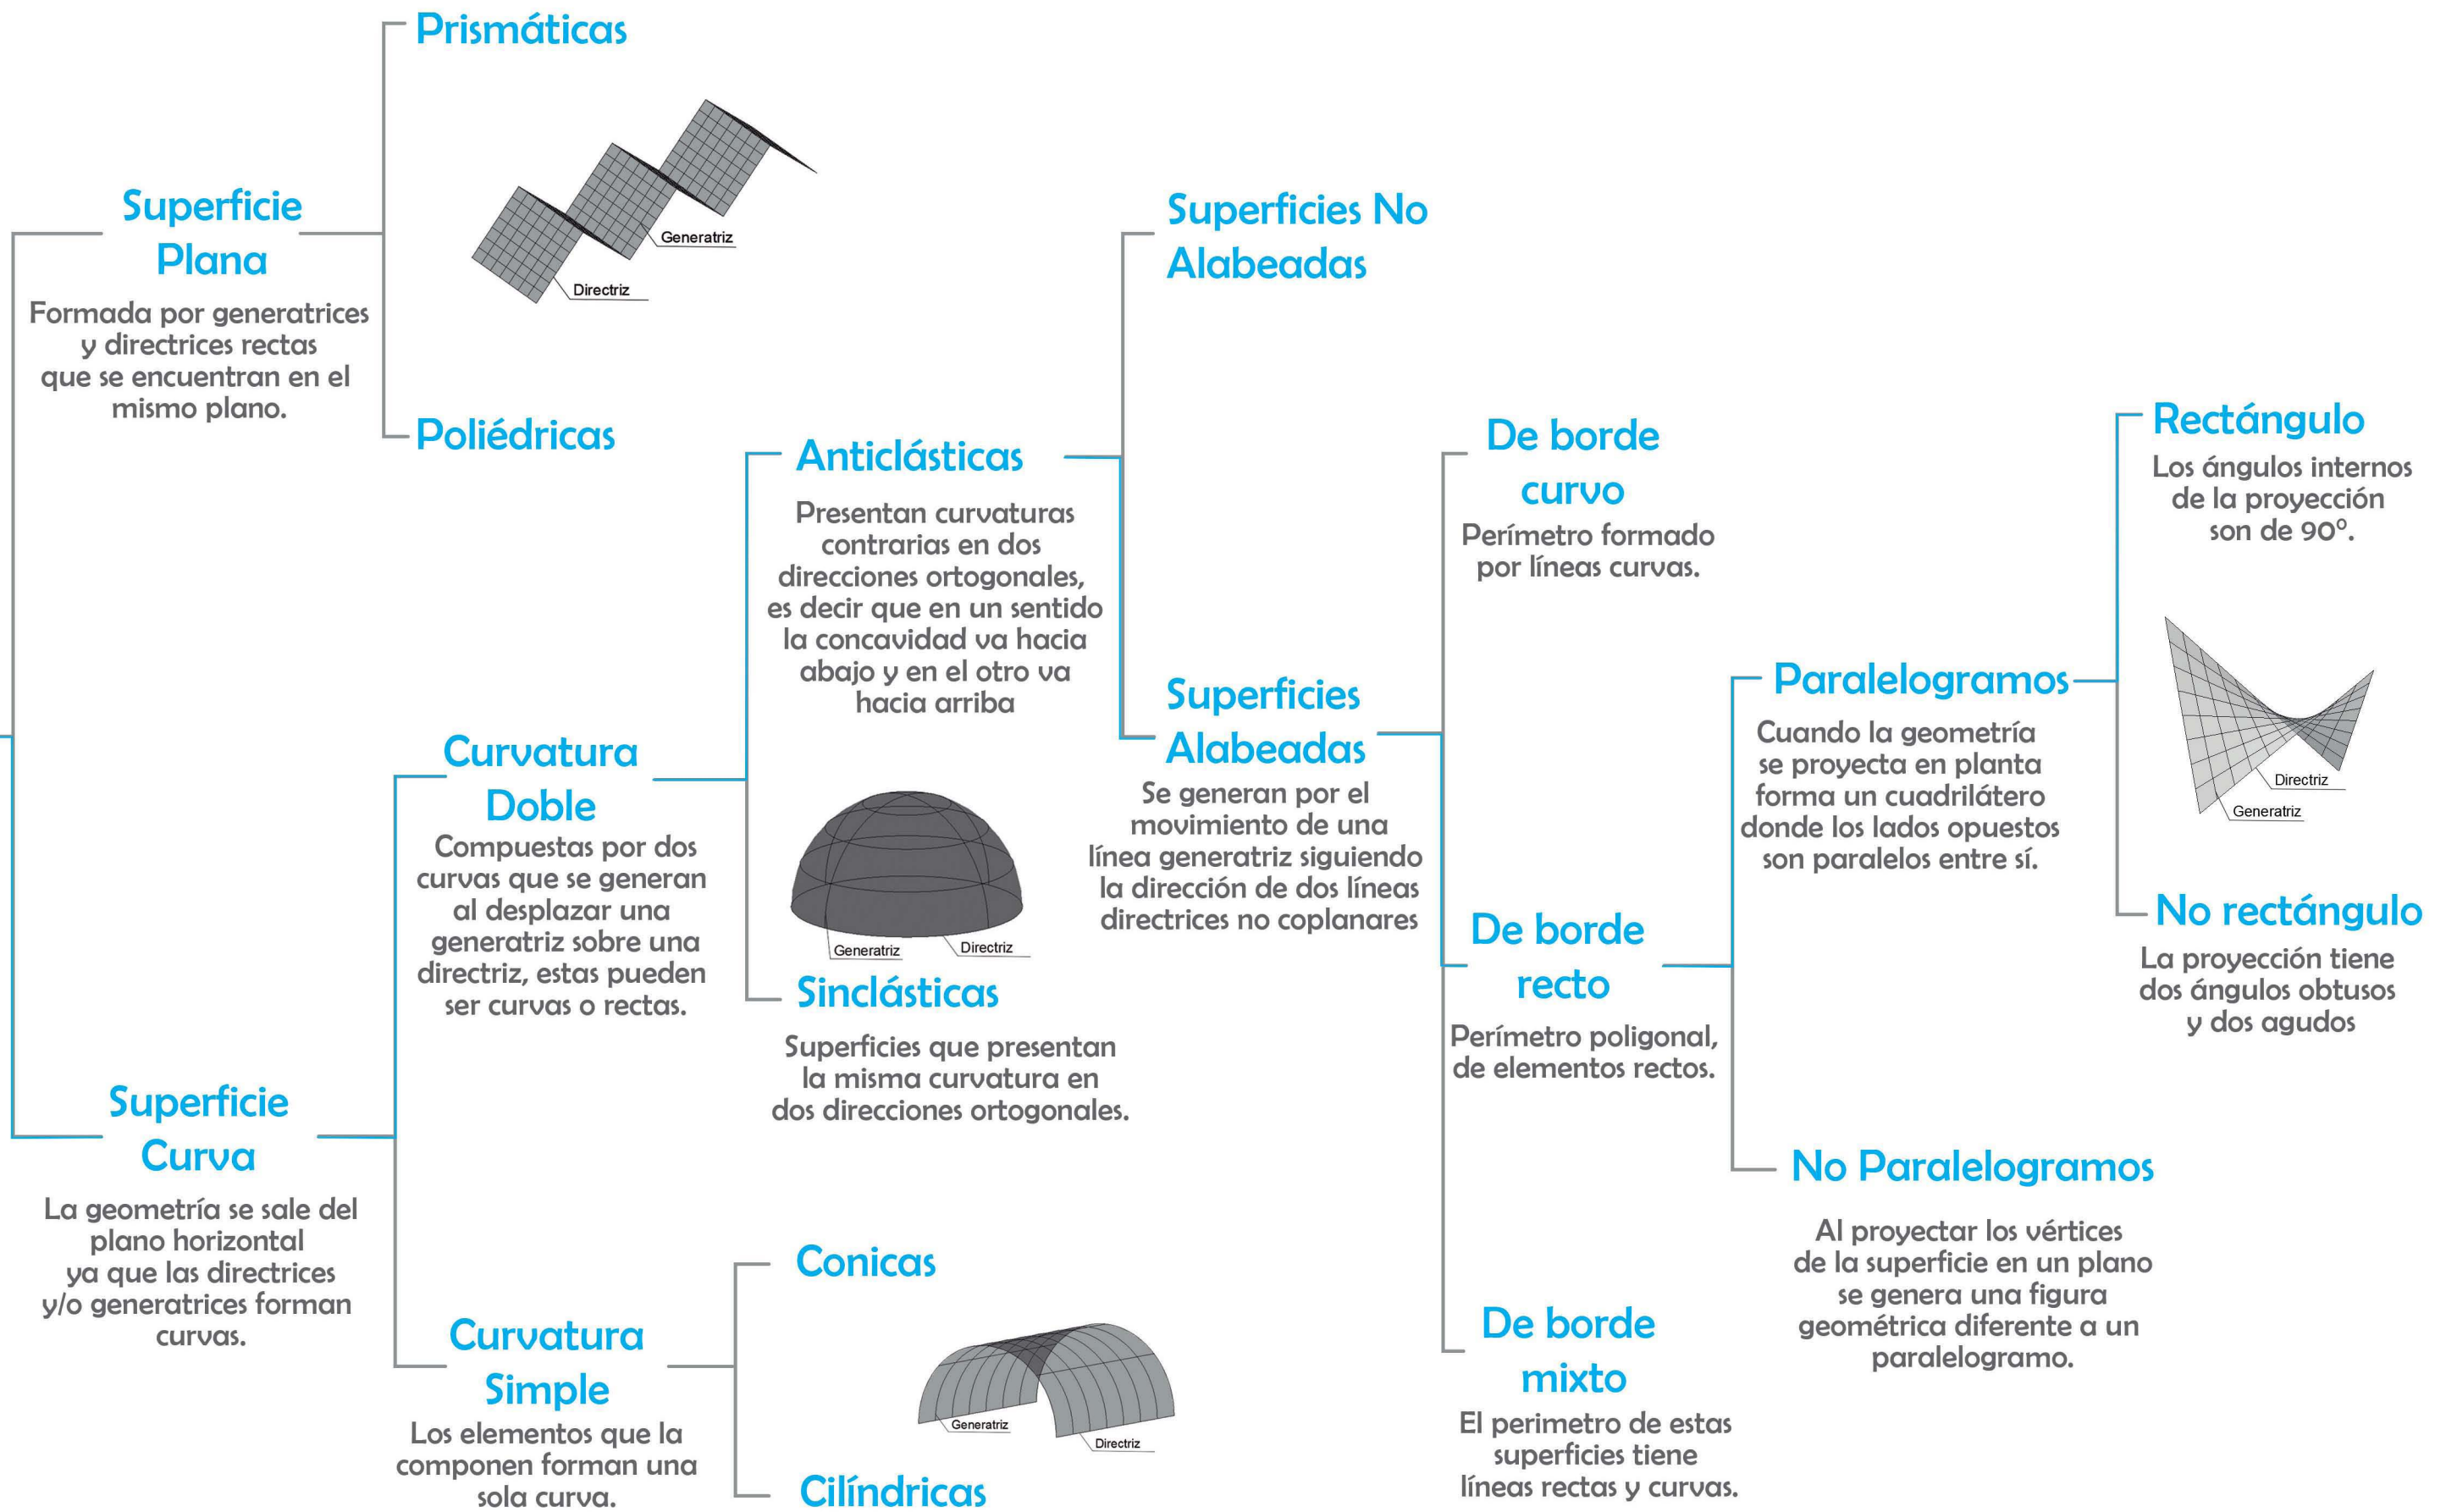 Prismáticas
Generatriz
Directriz
Superficie
Plana
Formada por generatrices
y directrices rectas
que se encuentran en el
mismo plano.
Poliédricas
Superficie
Curva
La geometría se sale del
plano horizontal
ya que las directrices
y/o generatrices forman
curvas.
Curvatura
Doble
Compuestas por dos
curvas que se generan
al desplazar una
generatriz sobre una
directriz, estas pueden
ser curvas o rectas.
Curvatura
Simple
Los elementos que la
componen forman una
sola curva.
Anticlásticas
Presentan curvaturas
contrarias en dos
direcciones ortogonales,
es decir que en un sentido
la concavidad va hacia
abajo y en el otro va
hacia arriba
Generatriz
Directriz
Sinclásticas
Superficies que presentan
la misma curvatura en
dos direcciones ortogonales.
Conicas
Generatriz
Directriz
Cilíndricas
Superficies No
Alabeadas
Superficies
Alabeadas
Se generan por el
movimiento de una
línea generatriz siguiendo
la dirección de dos líneas
directrices no coplanares
De borde
curvo
Perímetro formado
por líneas curvas.
De borde
recto
Perímetro poligonal,
de elementos rectos.
De borde
mixto
El perimetro de estas
superficies tiene
líneas rectas y curvas.
Paralelogramos
Cuando la geometría
se proyecta en planta
forma un cuadrilátero
donde los lados opuestos
son paralelos entre sí.
No Paralelogramos
Al proyectar los vértices
de la superficie en un plano
se genera una figura
geométrica diferente a un
paralelogramo.
Rectángulo
Los ángulos internos
de la proyección
son de 90º.
Directriz
Generatriz
No rectángulo
La proyección tiene
dos ángulos obtusos
y dos agudos